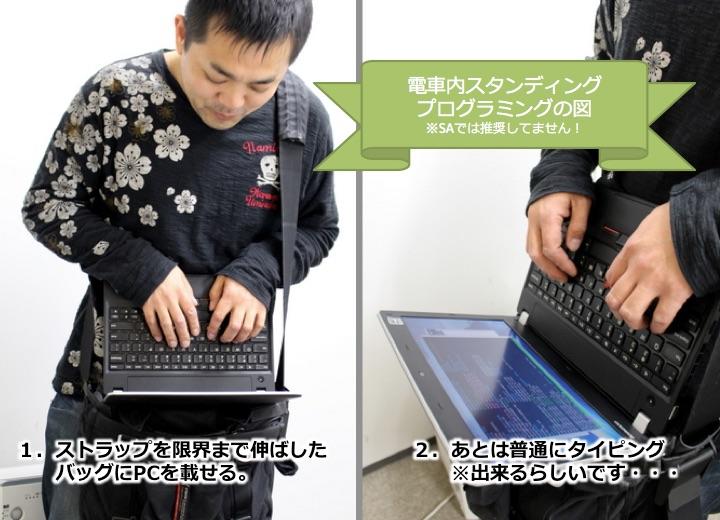 電車内スタンディング
プログラミングの図
※SAでは推奨してません！
1．ストラップを限界まで伸ばした
バッグにPCを載せる。
2．あとは普通にタイピング
※出来るらしいです・・・